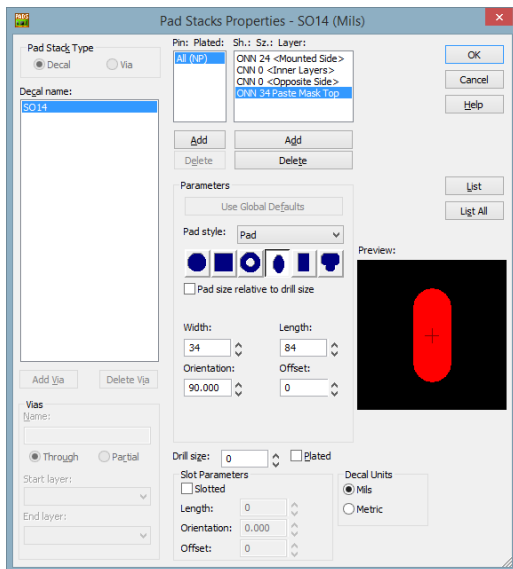 PADS
Pad Stacks Properties - SO14 (Mils)
Pad Stack Type
Decal
Via
Decal name:
SO14
Pin: Plated:
Sh.: Sz.: Layer:
All (NP)
ONN 24 <Mounted Side>
CNN 0 <Inner Layers>
CNN 0 <Opposite Side>
ONN 34 Paste Mask Top
OK
Cancel
Help
Add
Add
Delete
Delete
Parameters
Use Global Defaults
List
List All
Pad style:
Pad
Preview:
Pad size relative to drill size
Width:
Length:
34
84
Orientation:
Offset:
90.000
0
Add Via
Delete Via
Vias
Name:
Through
Partial
Start layer:
End layer:
Drill size:
0
Plated
Slot Parameters
Slotted
Length:
0
Orientation:
0.000
Offset:
0
Decal Units
Mils
Metric